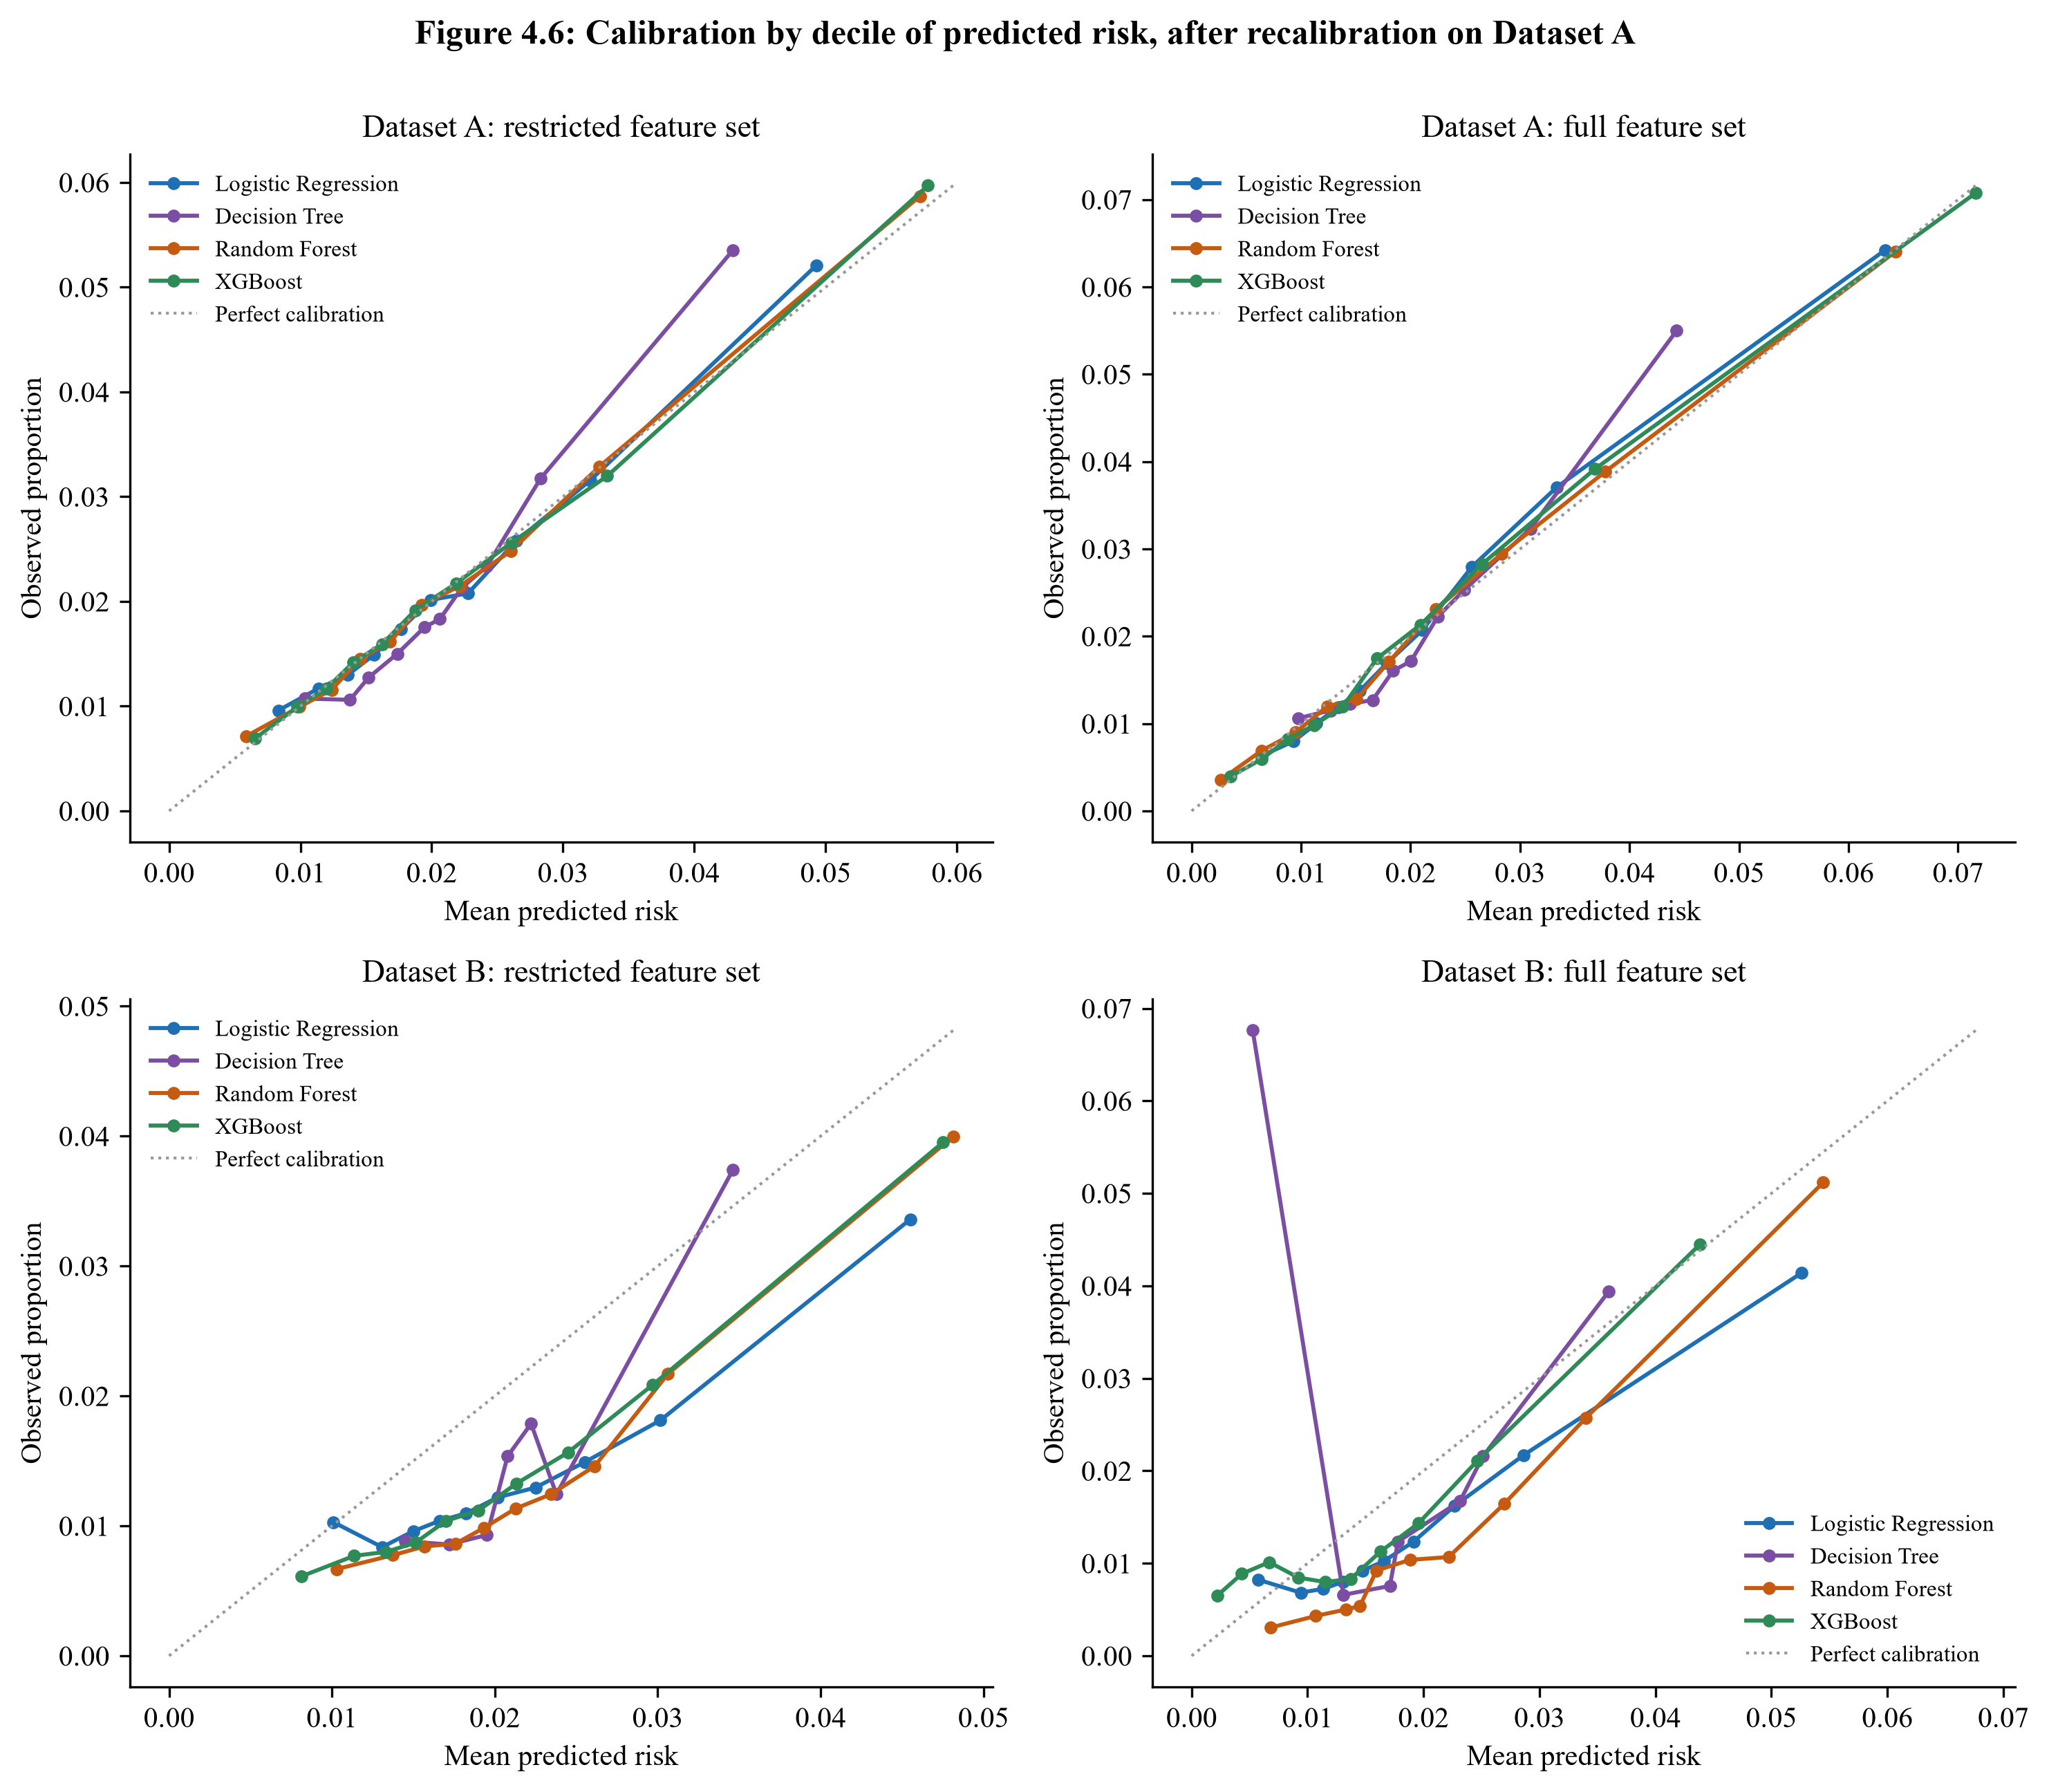 Figure 4.6: Calibration by decile of predicted risk, after recalibration on Dataset A
Dataset A: restricted feature set
Logistic Regression
Decision Tree
Random Forest
XGBoost
Perfect calibration
Observed proportion
0.06
0.05
0.04
0.03
0.02
0.01
0.00
0.00 0.01 0.02 0.03 0.04 0.05 0.06
Mean predicted risk
Dataset A: full feature set
Logistic Regression
Decision Tree
Random Forest
XGBoost
Perfect calibration
Observed proportion
0.07
0.06
0.05
0.04
0.03
0.02
0.01
0.00
0.00 0.01 0.02 0.03 0.04 0.05 0.06 0.07
Mean predicted risk
Dataset B: restricted feature set
Logistic Regression
Decision Tree
Random Forest
XGBoost
Perfect calibration
Observed proportion
0.05
0.04
0.03
0.02
0.01
0.00
0.00 0.01 0.02 0.03 0.04 0.05
Mean predicted risk
Dataset B: full feature set
Observed proportion
0.07
0.06
0.05
0.04
0.03
0.02
0.01
0.00
Logistic Regression
Decision Tree
Random Forest
XGBoost
Perfect calibration
0.00 0.01 0.02 0.03 0.04 0.05 0.06 0.07
Mean predicted risk